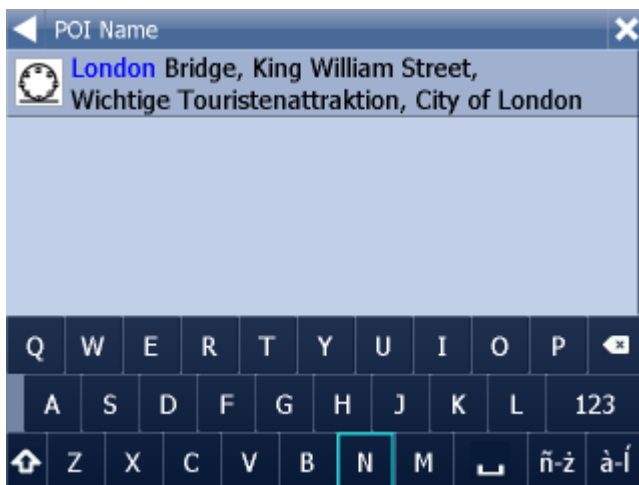 POI Name
London Bridge, King William Street,
Wichtige Touristenattraktion, City of London
Q W E R T Y U I O P
A S D F G H J K L 123
Z X C V B N M ñ-ż à-Í